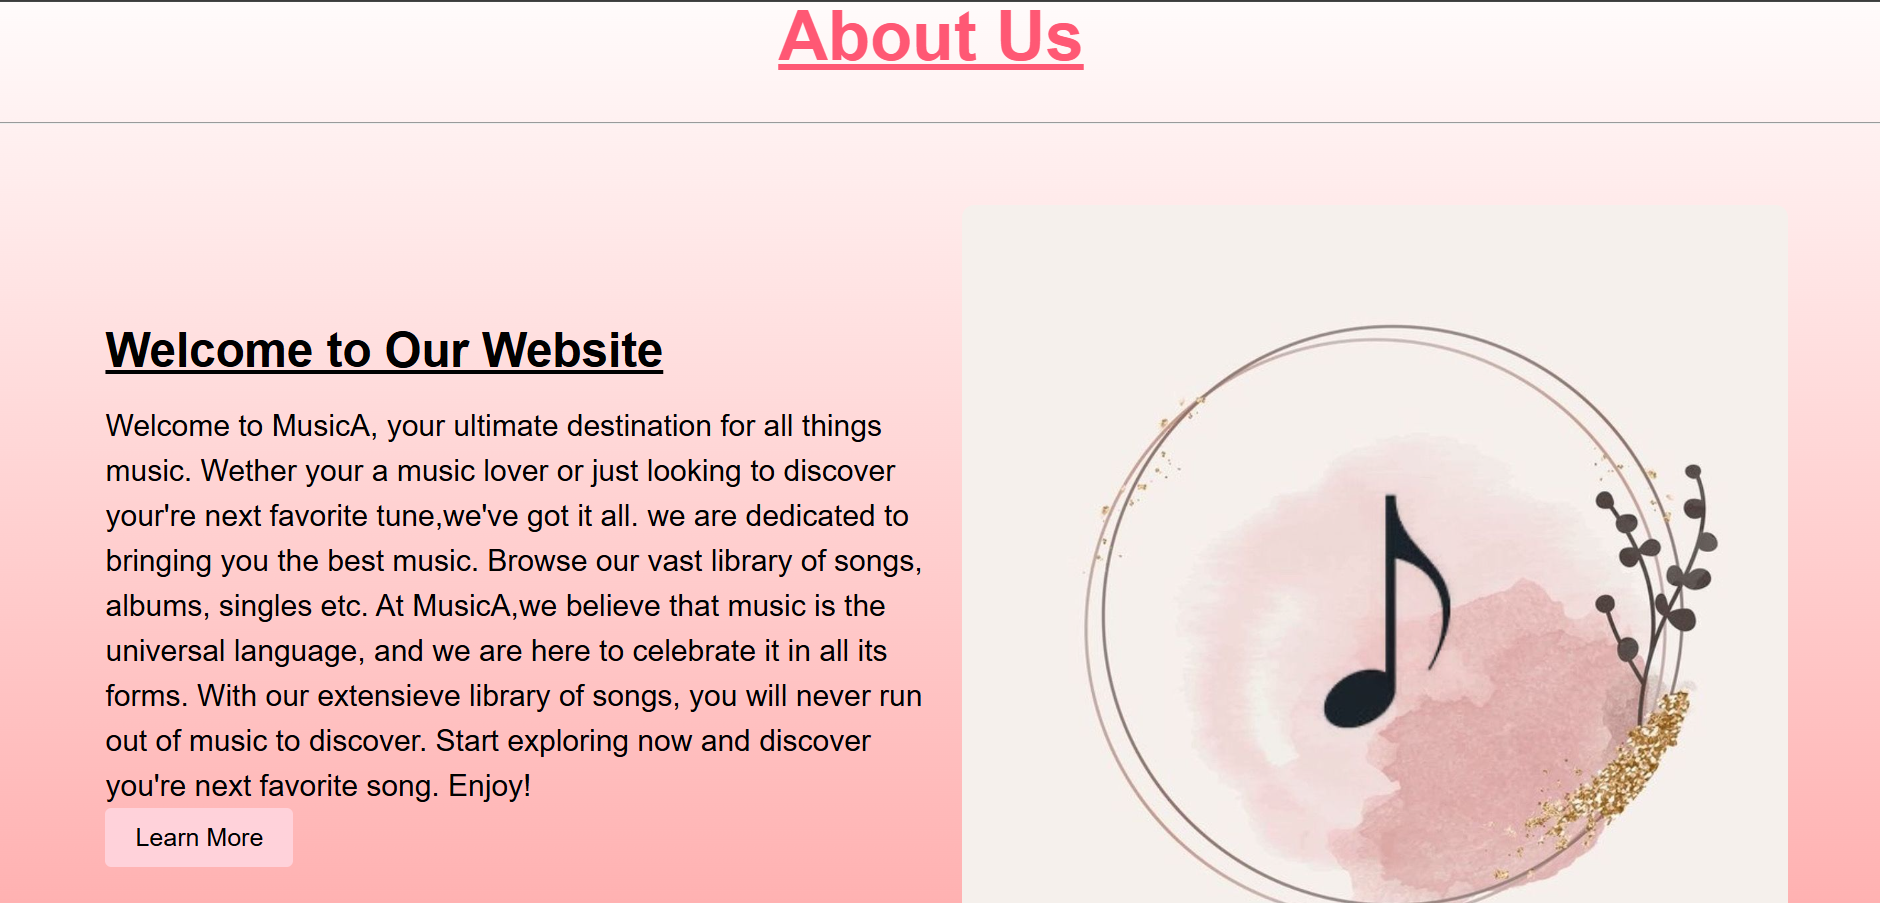 About Us
Welcome to Our Website
Welcome to MusicA, your ultimate destination for all things
music. Wether your a music lover or just looking to discover
your're next favorite tune,we've got it all. we are dedicated to
bringing you the best music. Browse our vast library of songs,
albums, singles etc. At MusicA,we believe that music is the
universal language, and we are here to celebrate it in all its
forms. With our extensieve library of songs, you will never run
out of music to discover. Start exploring now and discover
you're next favorite song. Enjoy!
Learn More